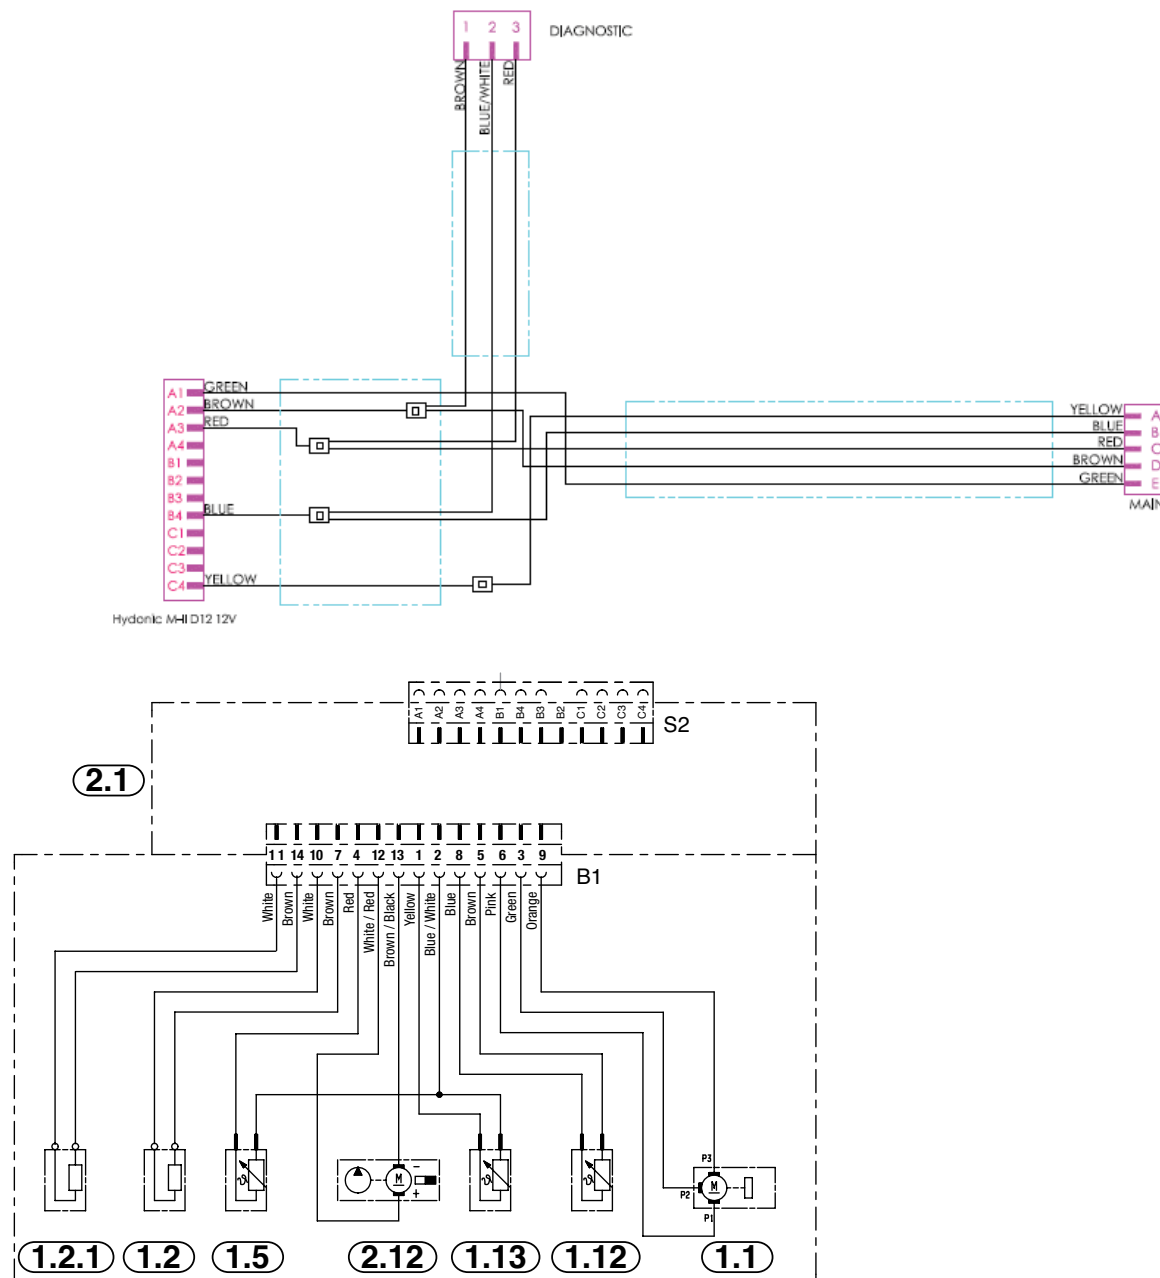 1 2 3 DIAGNOSTIC
BROWN
BLUE/WHITE
RED
A1 GREEN
A2 BROWN
A3 RED
A4
B1
B2
B3
B4 BLUE
C1
C2
C3
C4 YELLOW
Hydonic M-II D12 12V
YELLOW A
BLUE B
RED C
BROWN D
GREEN E
MAIN
A1 A2 A3 A4 B1 B4 B3 B2 C1 C2 C3 C4
S2
2.1
11 14 10 7 4 12 13 1 2 8 5 6 3 9
B1
White
Brown
White
Brown
Red
White / Red
Brown / Black
Yellow
Blue / White
Blue
Brown
Pink
Green
Orange
P3
M
-
+
P2
M
P1
1.2.1 1.2 1.5 2.12 1.13 1.12 1.1